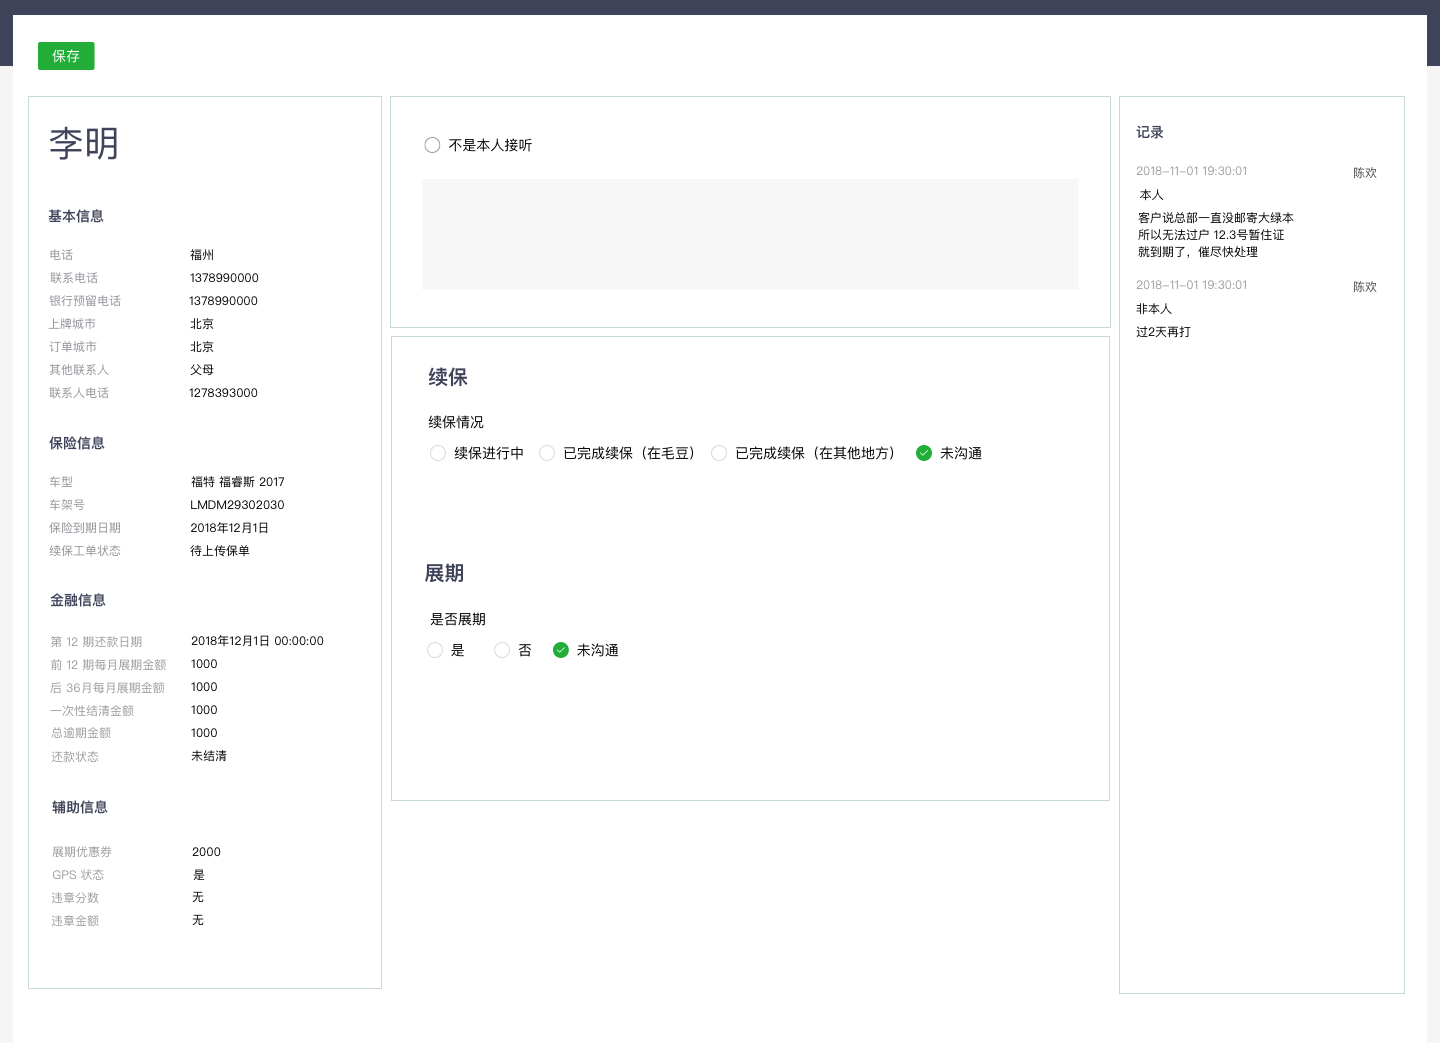 保存
李明
基本信息
电话 福州
联系电话 1378990000
银行预留电话 1378990000
上牌城市 北京
订单城市 北京
其他联系人 父母
联系人电话 1278393000
保险信息
车型 福特 福睿斯 2017
车架号 LMDM29302030
保险到期日期 2018年12月1日
续保工单状态 待上传保单
金融信息
第 12 期还款日期 2018年12月1日 00:00:00
前 12 期每月展期金额 1000
后 36月每月展期金额 1000
一次性结清金额 1000
总逾期金额 1000
还款状态 未结清
辅助信息
展期优惠券 2000
GPS 状态 是
违章分数 无
违章金额 无
不是本人接听
续保
续保情况
续保进行中 已完成续保（在毛豆） 已完成续保（在其他地方） 未沟通
展期
是否展期
是 否 未沟通
记录
2018-11-01 19:30:01 陈欢
本人
客户说总部一直没邮寄大绿本
所以无法过户 12.3号暂住证
就到期了，催尽快处理
2018-11-01 19:30:01 陈欢
非本人
过2天再打